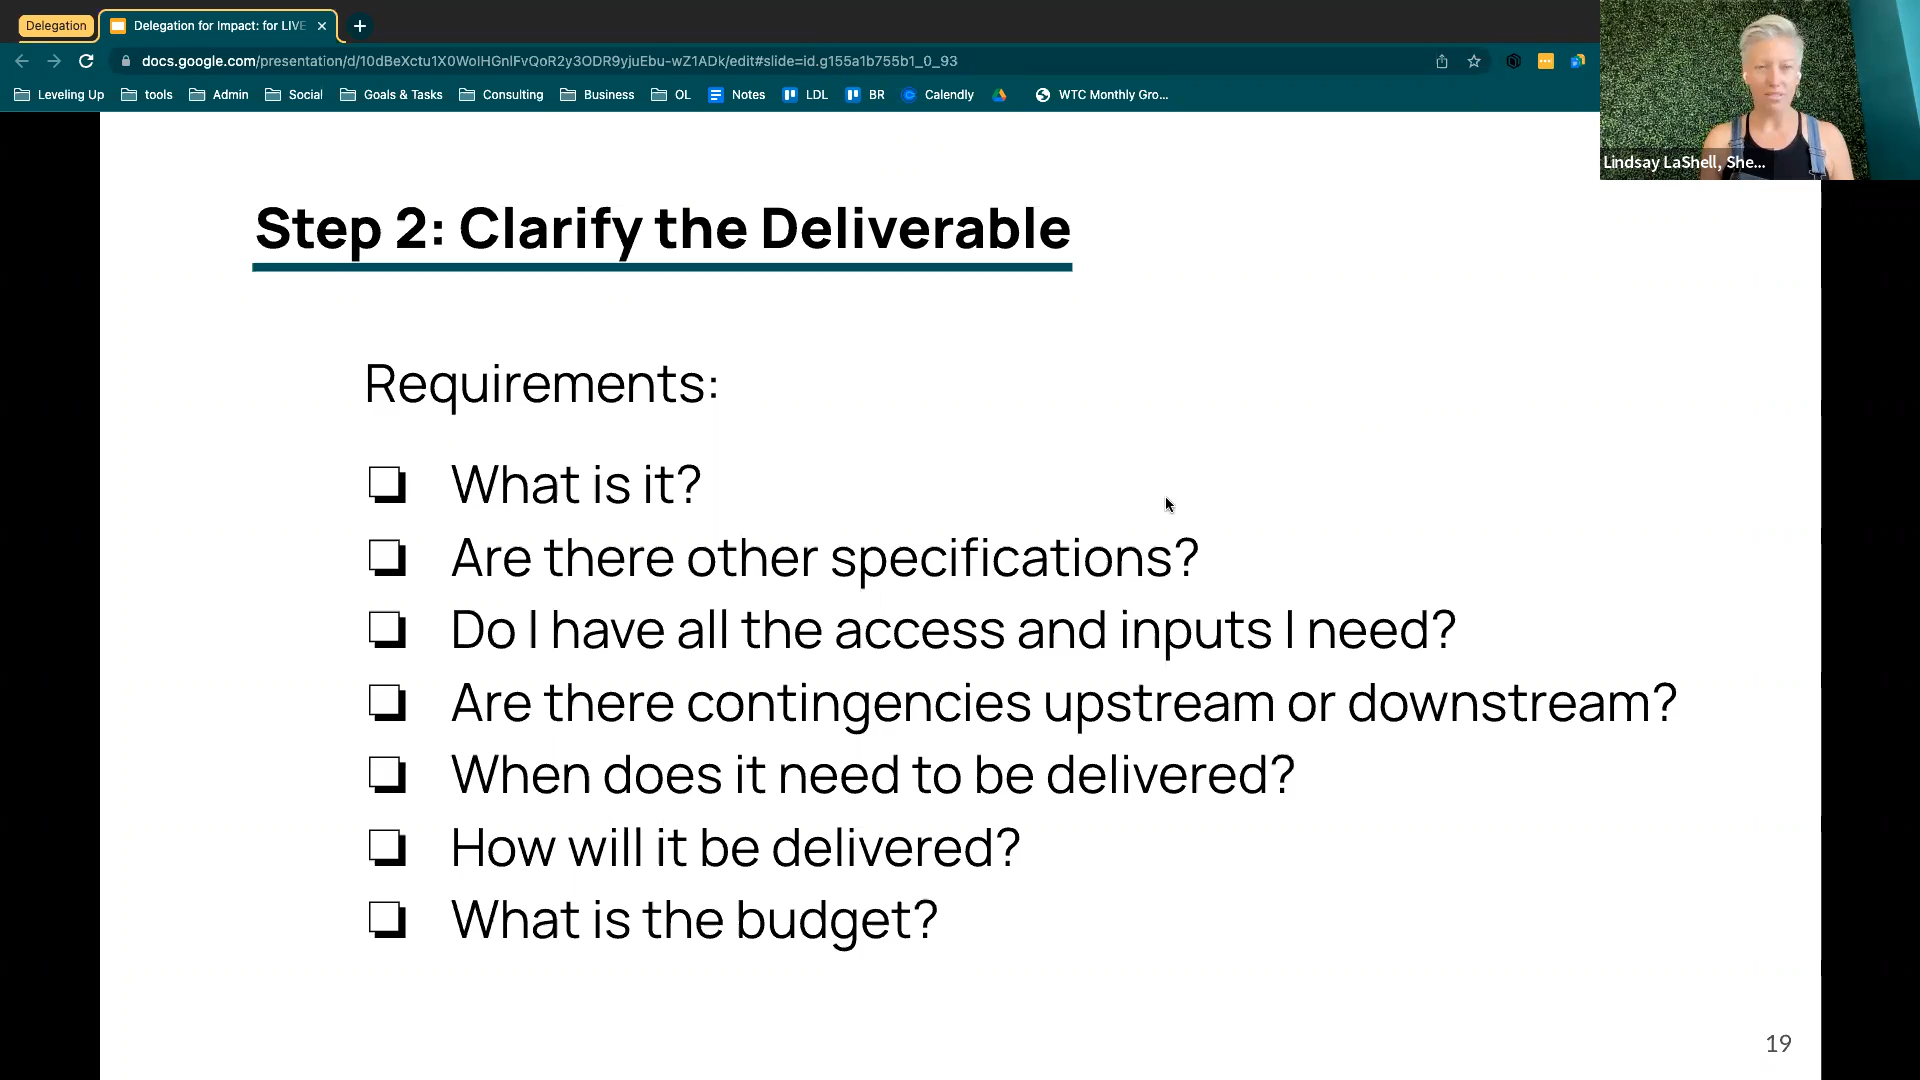 Delegation
Delegation for Impact: for LIVE
docs.google.com/presentation/d/10dBeXctu1X0WolHGnlFvQoR2y3ODR9yjuEbu-wZ1ADk/edit#slide=id.g155a1b755b1_0_93
Leveling Up tools Admin Social Goals & Tasks Consulting Business OL Notes LDL BR Calendly WTC Monthly Gro...
Lindsay LaShell, She...
Step 2: Clarify the Deliverable
Requirements:
What is it?
Are there other specifications?
Do I have all the access and inputs I need?
Are there contingencies upstream or downstream?
When does it need to be delivered?
How will it be delivered?
What is the budget?
19